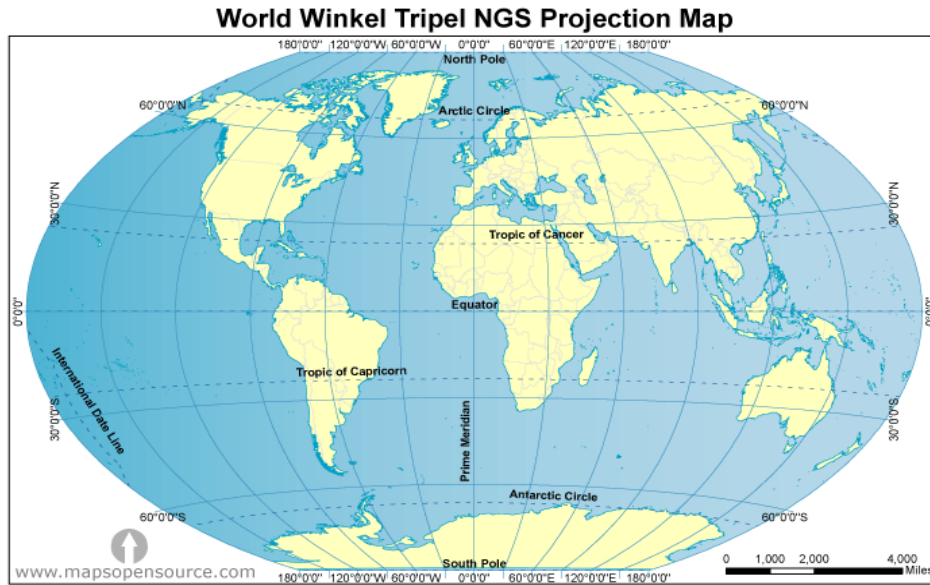 World Winkel Tripel NGS Projection Map
180°0'0" 120°0'0"W 60°0'0"W 0°0'0" 60°0'0"E 120°0'0"E 180°0'0"
North Pole
60°0'0"N 60°0'0"N
Arctic Circle
30°0'0"N 30°0'0"N
Tropic of Cancer
Equator
0°0'0" 0°0'0"
International Date Line
Tropic of Capricorn
30°0'0"S 30°0'0"S
Prime Meridian
Antarctic Circle
60°0'0"S 60°0'0"S
South Pole
0 1,000 2,000 4,000
Miles
www.mapsopensource.com
180°0'0" 120°0'0"W 60°0'0"W 0°0'0" 60°0'0"E 120°0'0"E 180°0'0"